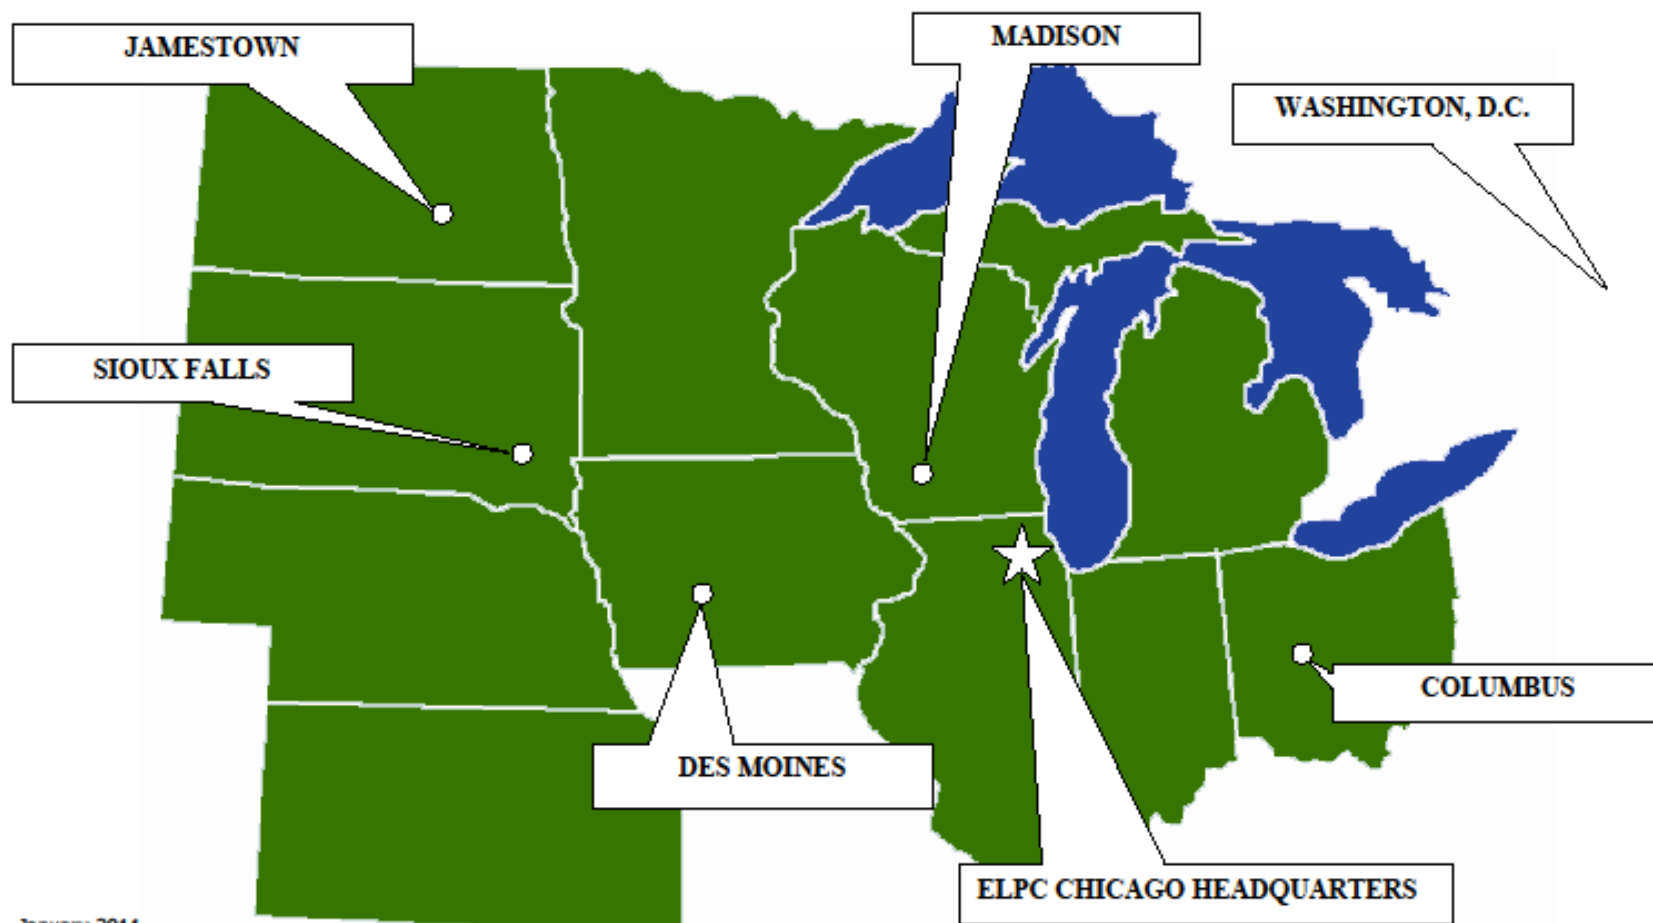 JAMESTOWN
MADISON
WASHINGTON, D.C.
SIOUX FALLS
COLUMBUS
DES MOINES
ELPC CHICAGO HEADQUARTERS